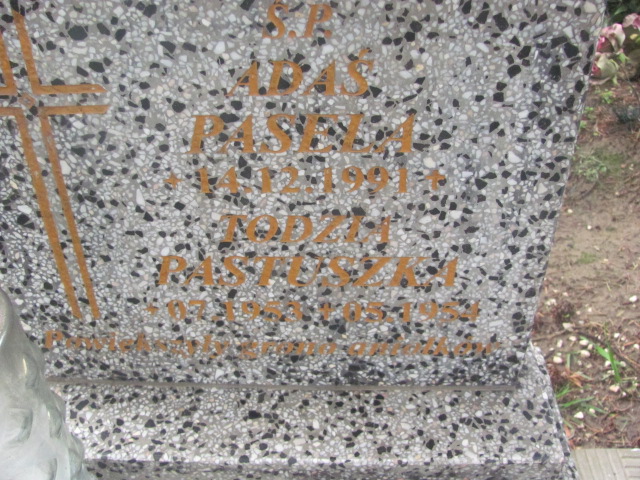 Ś.P.
ADAŚ
PASELA
* 14.12.1991 +
TODZIA
PASTUSZKA
* 07.1953 + 05.1954
Powiększyły grono aniołków